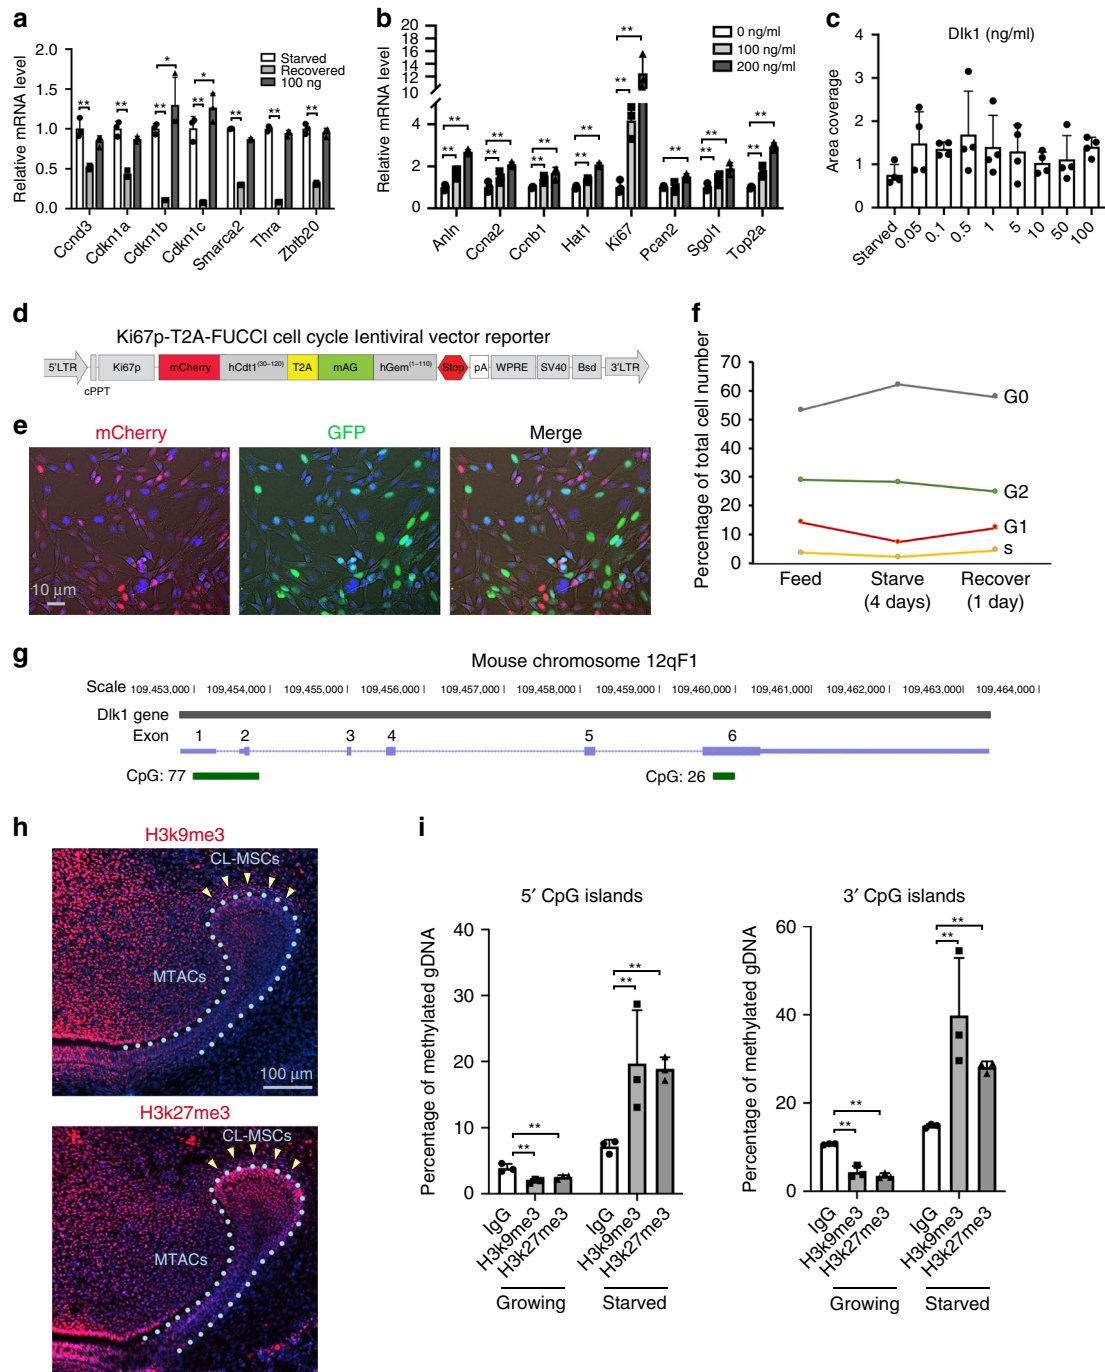 a
Relative mRNA level
2.0
1.5
1.0
0.5
0.0
Starved
Recovered
100 ng
** ** ** * ** * ** ** **
Ccnd3
Cdkn1a
Cdkn1b
Cdkn1c
Smarca2
Thra
Zbtb20
b
Relative mRNA level
20
18
16
14
12
10
6
4
2
0
0 ng/ml
100 ng/ml
200 ng/ml
** ** ** ** ** ** ** ** ** ** ** ** ** ** **
Anln
Ccna2
Ccnb1
Hat1
Ki67
Pcan2
Sgol1
Top2a
c
Dlk1 (ng/ml)
Area coverage
4
3
2
1
0
Starved
0.05
0.1
0.5
1
5
10
50
100
d
Ki67p-T2A-FUCCI cell cycle lentiviral vector reporter
5'LTR
Ki67p
mCherry
hCdt1(30–120)
T2A
mAG
hGem(1–110)
Stop
pA
WPRE
SV40
Bsd
3'LTR
cPPT
e
mCherry
GFP
Merge
10 μm
f
Percentage of total cell number
70
60
50
40
30
20
10
0
G0
G2
G1
s
Feed
Starve
(4 days)
Recover
(1 day)
g
Mouse chromosome 12qF1
Scale 109,453,000 109,454,000 109,455,000 109,456,000 109,457,000 109,458,000 109,459,000 109,460,000 109,461,000 109,462,000 109,463,000 109,464,000
Dlk1 gene
Exon 1 2 3 4 5 6
CpG: 77
CpG: 26
h
H3k9me3
CL-MSCs
MTACs
100 μm
H3k27me3
CL-MSCs
MTACs
i
5′ CpG islands
Percentage of methylated gDNA
40
30
20
10
0
** ** ** **
IgG
H3k9me3
H3k27me3
IgG
H3k9me3
H3k27me3
Growing
Starved
3′ CpG islands
Percentage of methylated gDNA
60
40
20
0
** ** ** **
IgG
H3k9me3
H3k27me3
IgG
H3k9me3
H3k27me3
Growing
Starved